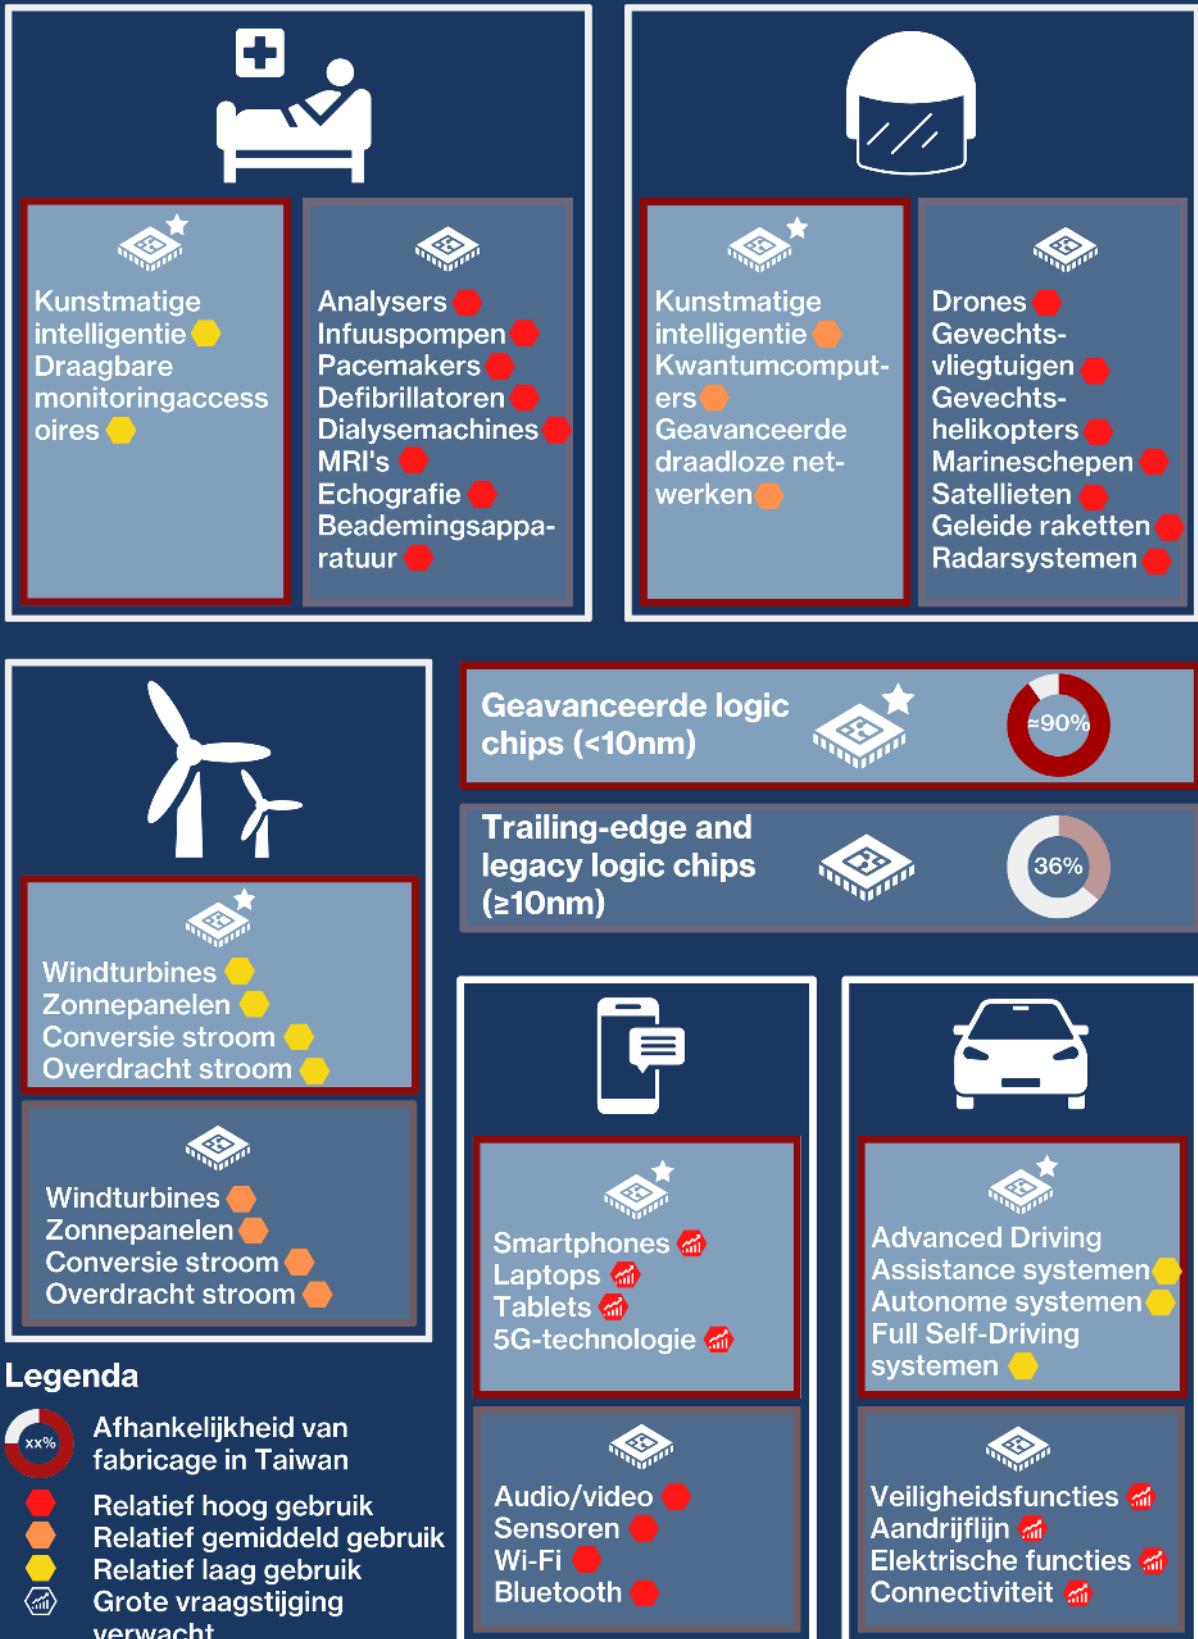 Kunstmatige
intelligentie
Draagbare
monitoringaccess
oires
Analysers
Infuuspompen
Pacemakers
Defibrillatoren
Dialysemachines
MRI's
Echografie
Beademingsappa-
ratuur
Kunstmatige
intelligentie
Kwantumcomput-
ers
Geavanceerde
draadloze net-
werken
Drones
Gevechts-
vliegtuigen
Gevechts-
helikopters
Marineschepen
Satellieten
Geleide raketten
Radarsystemen
Geavanceerde logic
chips (<10nm)
≈90%
Trailing-edge and
legacy logic chips
(≥10nm)
36%
Windturbines
Zonnepanelen
Conversie stroom
Overdracht stroom
Windturbines
Zonnepanelen
Conversie stroom
Overdracht stroom
Smartphones
Laptops
Tablets
5G-technologie
Audio/video
Sensoren
Wi-Fi
Bluetooth
Advanced Driving
Assistance systemen
Autonome systemen
Full Self-Driving
systemen
Veiligheidsfuncties
Aandrijflijn
Elektrische functies
Connectiviteit
Legenda
xx%
Afhankelijkheid van
fabricage in Taiwan
Relatief hoog gebruik
Relatief gemiddeld gebruik
Relatief laag gebruik
Grote vraagstijging
verwacht